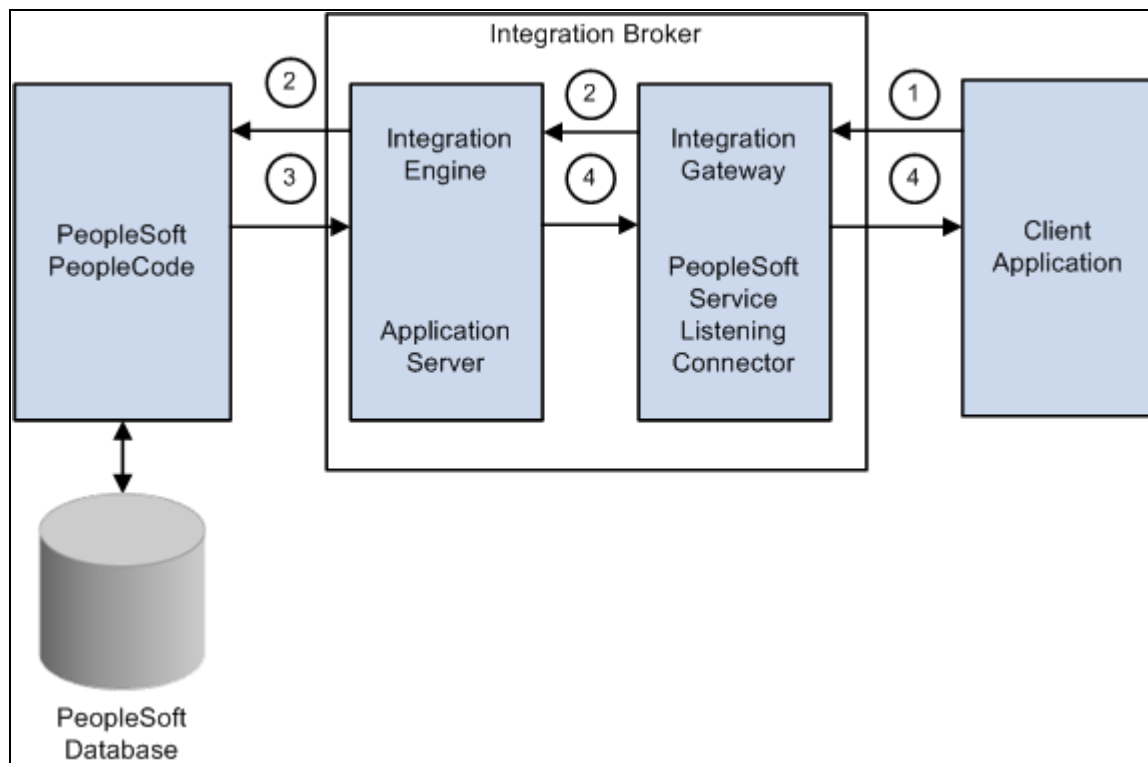 Integration Broker
2
2
1
Integration
Engine
Integration
Gateway
3
4
4
PeopleSoft
PeopleCode
Client
Application
PeopleSoft
Service
Listening
Connector
Application
Server
PeopleSoft
Database